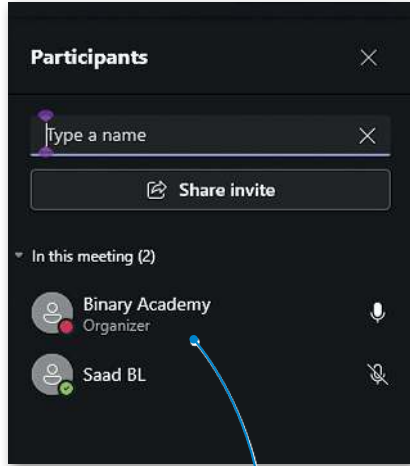 Participants
Type a name
Share invite
In this meeting (2)
Binary Academy
Organizer
Saad BL